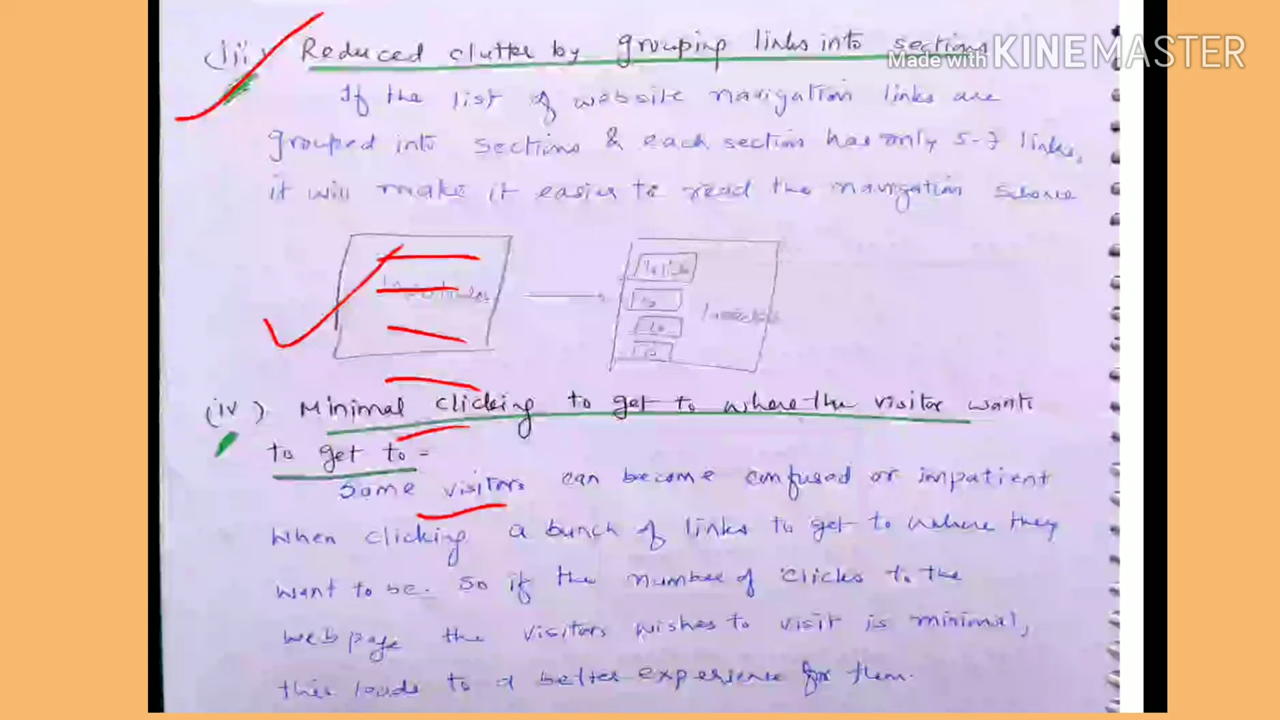 (iii) Reduced clutter by grouping links into sections
Made with KINEMASTER
If the list of website navigation links are
grouped into sections & each section has only 5-7 links,
it will make it easier to read the navigation
(iv). Minimal clicking to get to where the visitor wants
to get to -
Some visitors can become confused or impatient
when clicking a bunch of links to get to where they
want to be. So if the number of clicks to the
webpage the visitors wishes to visit is minimal,
this leads to a better experience for them.